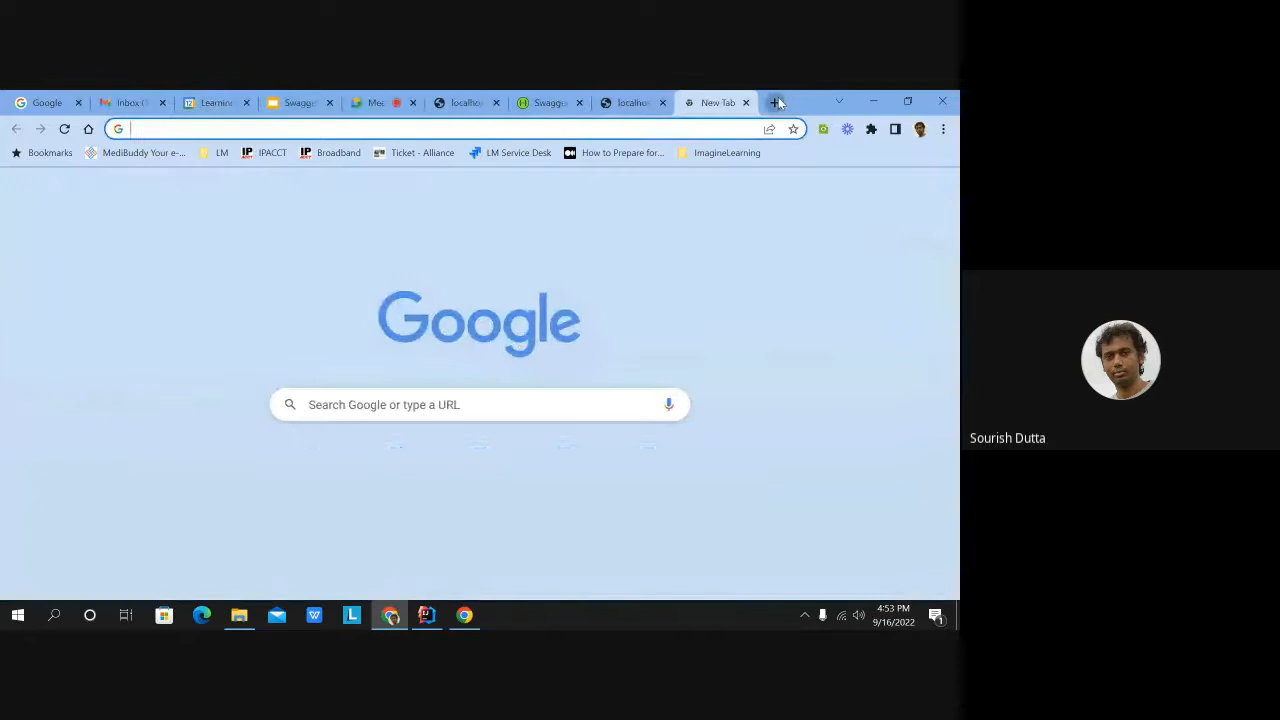 Google
Inbox (
Learning
Swagge
Mee
localho
Swagge
localho
New Tab
Bookmarks
MediBuddy Your e-...
LM
IPACCT
Broadband
Ticket - Alliance
LM Service Desk
How to Prepare for...
ImagineLearning
Google
Search Google or type a URL
Sourish Dutta
4:53 PM
9/16/2022